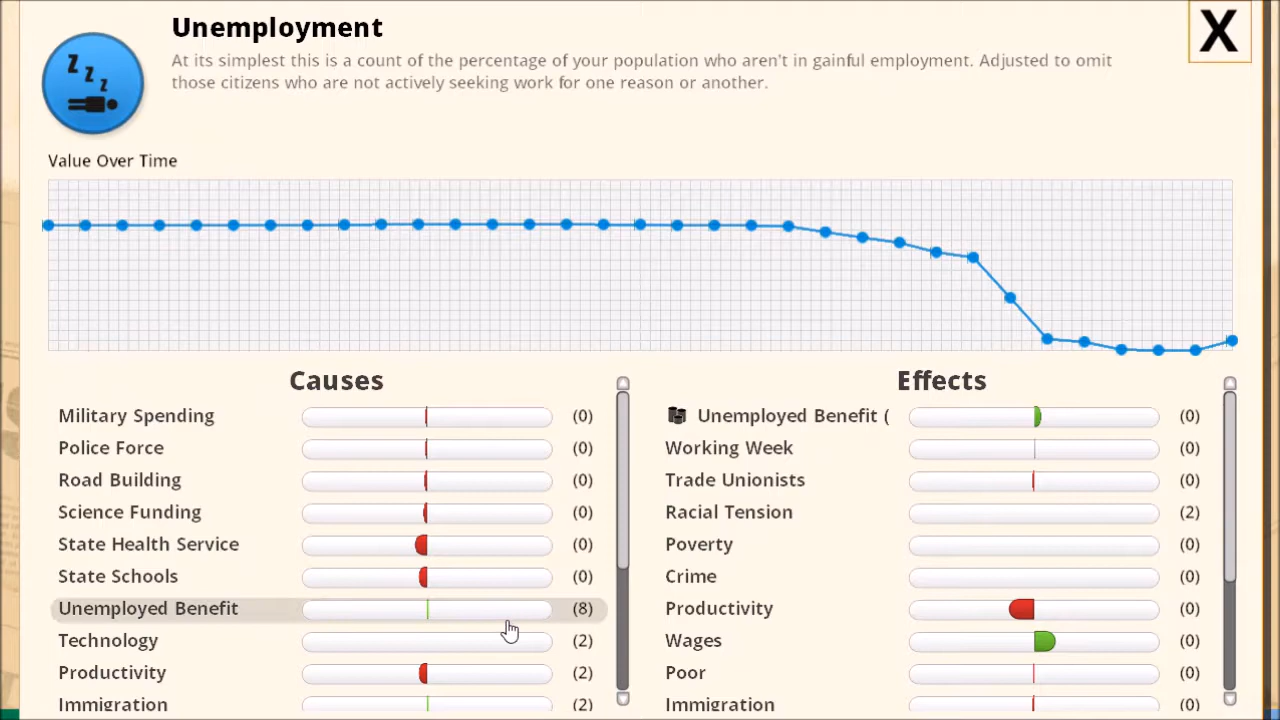 Unemployment
X
At its simplest this is a count of the percentage of your population who aren't in gainful employment. Adjusted to omit
those citizens who are not actively seeking work for one reason or another.
z
z
z
Value Over Time
Causes
Military Spending (0)
Police Force (0)
Road Building (0)
Science Funding (0)
State Health Service (0)
State Schools (0)
Unemployed Benefit (8)
Technology (2)
Productivity (2)
Immigration (2)
Effects
Unemployed Benefit ( (0)
Working Week (0)
Trade Unionists (0)
Racial Tension (2)
Poverty (0)
Crime (0)
Productivity (0)
Wages (0)
Poor (0)
Immigration (0)